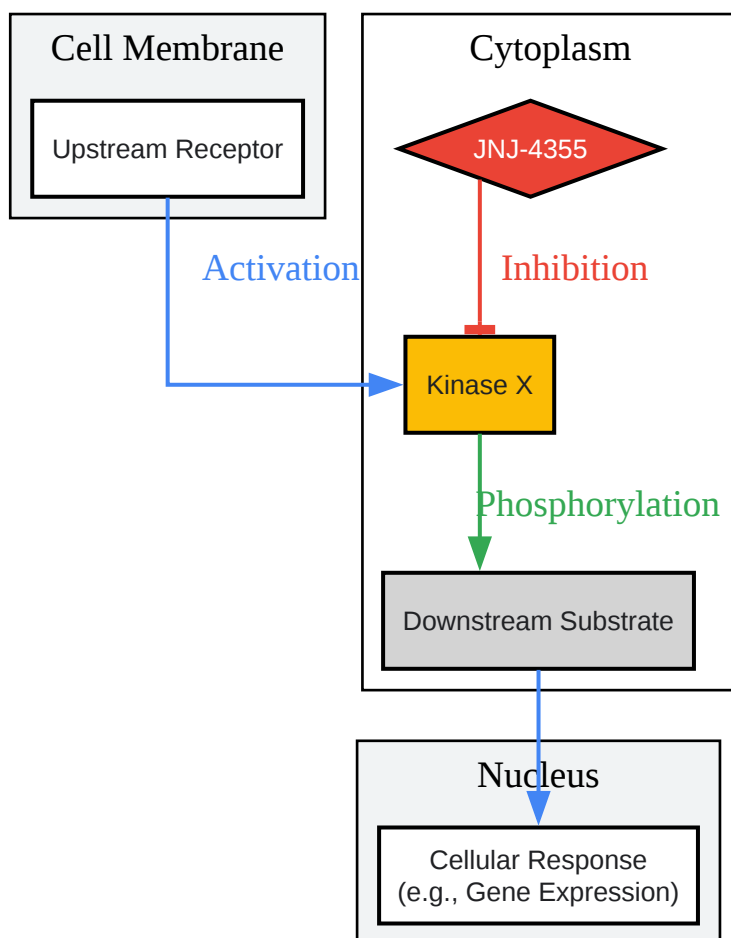 Cell Membrane
Cytoplasm
Upstream Receptor
JNJ-4355
Activation
Inhibition
Kinase X
Phosphorylation
Downstream Substrate
Nucleus
Cellular Response
(e.g., Gene Expression)